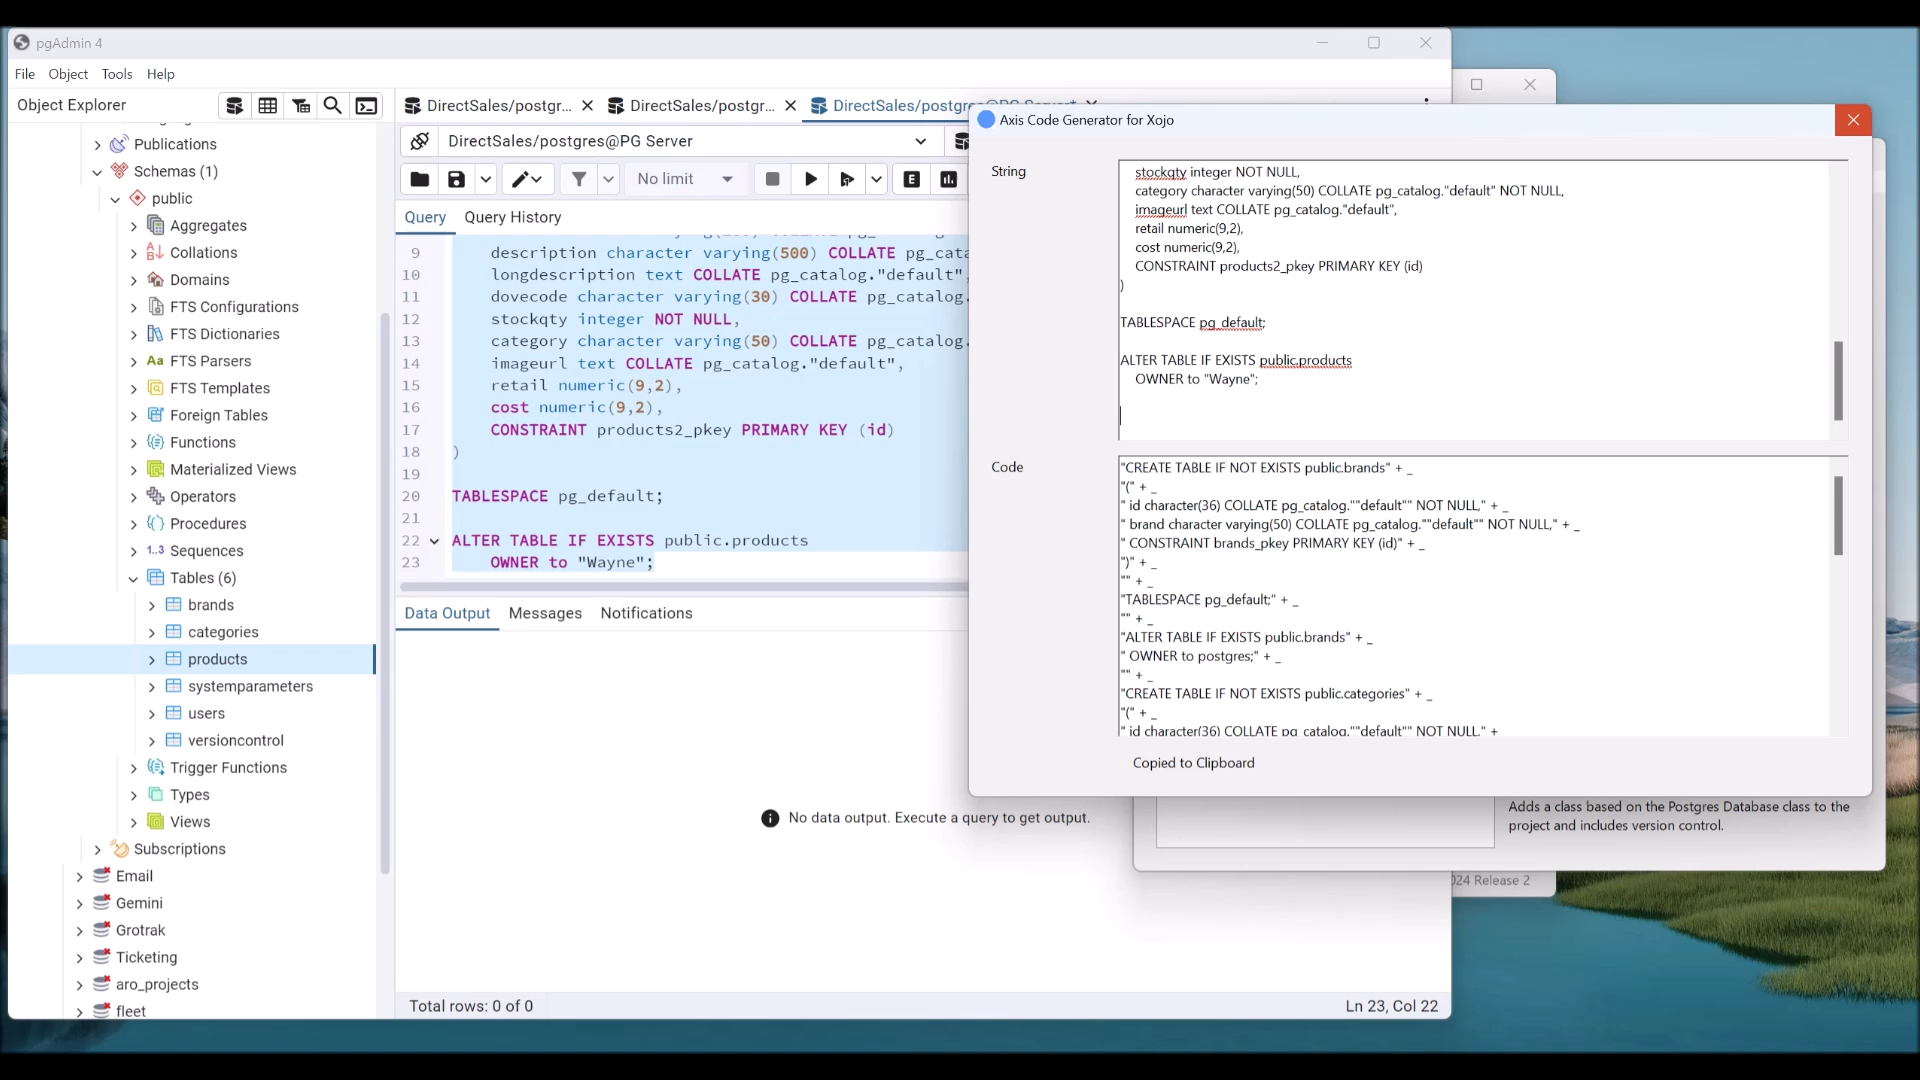 pgAdmin 4
File Object Tools Help
Object Explorer
Publications
Schemas (1)
public
Aggregates
Collations
Domains
FTS Configurations
FTS Dictionaries
Aa FTS Parsers
FTS Templates
Foreign Tables
Functions
Materialized Views
Operators
Procedures
1..3 Sequences
Tables (6)
brands
categories
products
systemparameters
users
versioncontrol
Trigger Functions
Types
Views
Subscriptions
Email
Gemini
Grotrak
Ticketing
aro_projects
fleet
DirectSales/postgr... DirectSales/postgr... DirectSales/postgres@PG Server*
DirectSales/postgres@PG Server
No limit
E
Query Query History
9 description character varying(500) COLLATE pg_cata
10 longdescription text COLLATE pg_catalog."default",
11 dovecode character varying(30) COLLATE pg_catalog.
12 stockqty integer NOT NULL,
13 category character varying(50) COLLATE pg_catalog.
14 imageurl text COLLATE pg_catalog."default",
15 retail numeric(9,2),
16 cost numeric(9,2),
17 CONSTRAINT products2_pkey PRIMARY KEY (id)
18 )
19
20 TABLESPACE pg_default;
21
22 ALTER TABLE IF EXISTS public.products
23 OWNER to "Wayne";
Data Output Messages Notifications
No data output. Execute a query to get output.
Total rows: 0 of 0
Ln 23, Col 22
Axis Code Generator for Xojo
String
stockqty integer NOT NULL,
category character varying(50) COLLATE pg_catalog."default" NOT NULL,
imageurl text COLLATE pg_catalog."default",
retail numeric(9,2),
cost numeric(9,2),
CONSTRAINT products2_pkey PRIMARY KEY (id)
)
TABLESPACE pg_default;
ALTER TABLE IF EXISTS public.products
OWNER to "Wayne";
Code
"CREATE TABLE IF NOT EXISTS public.brands" + _
"(" + _
" id character(36) COLLATE pg_catalog.""default"" NOT NULL," + _
" brand character varying(50) COLLATE pg_catalog.""default"" NOT NULL," + _
" CONSTRAINT brands_pkey PRIMARY KEY (id)" + _
")" + _
"" + _
"TABLESPACE pg_default;" + _
"" + _
"ALTER TABLE IF EXISTS public.brands" + _
" OWNER to postgres;" + _
"" + _
"CREATE TABLE IF NOT EXISTS public.categories" + _
"(" + _
" id character(36) COLLATE pg_catalog.""default"" NOT NULL," +
Copied to Clipboard
Adds a class based on the Postgres Database class to the
project and includes version control.
024 Release 2